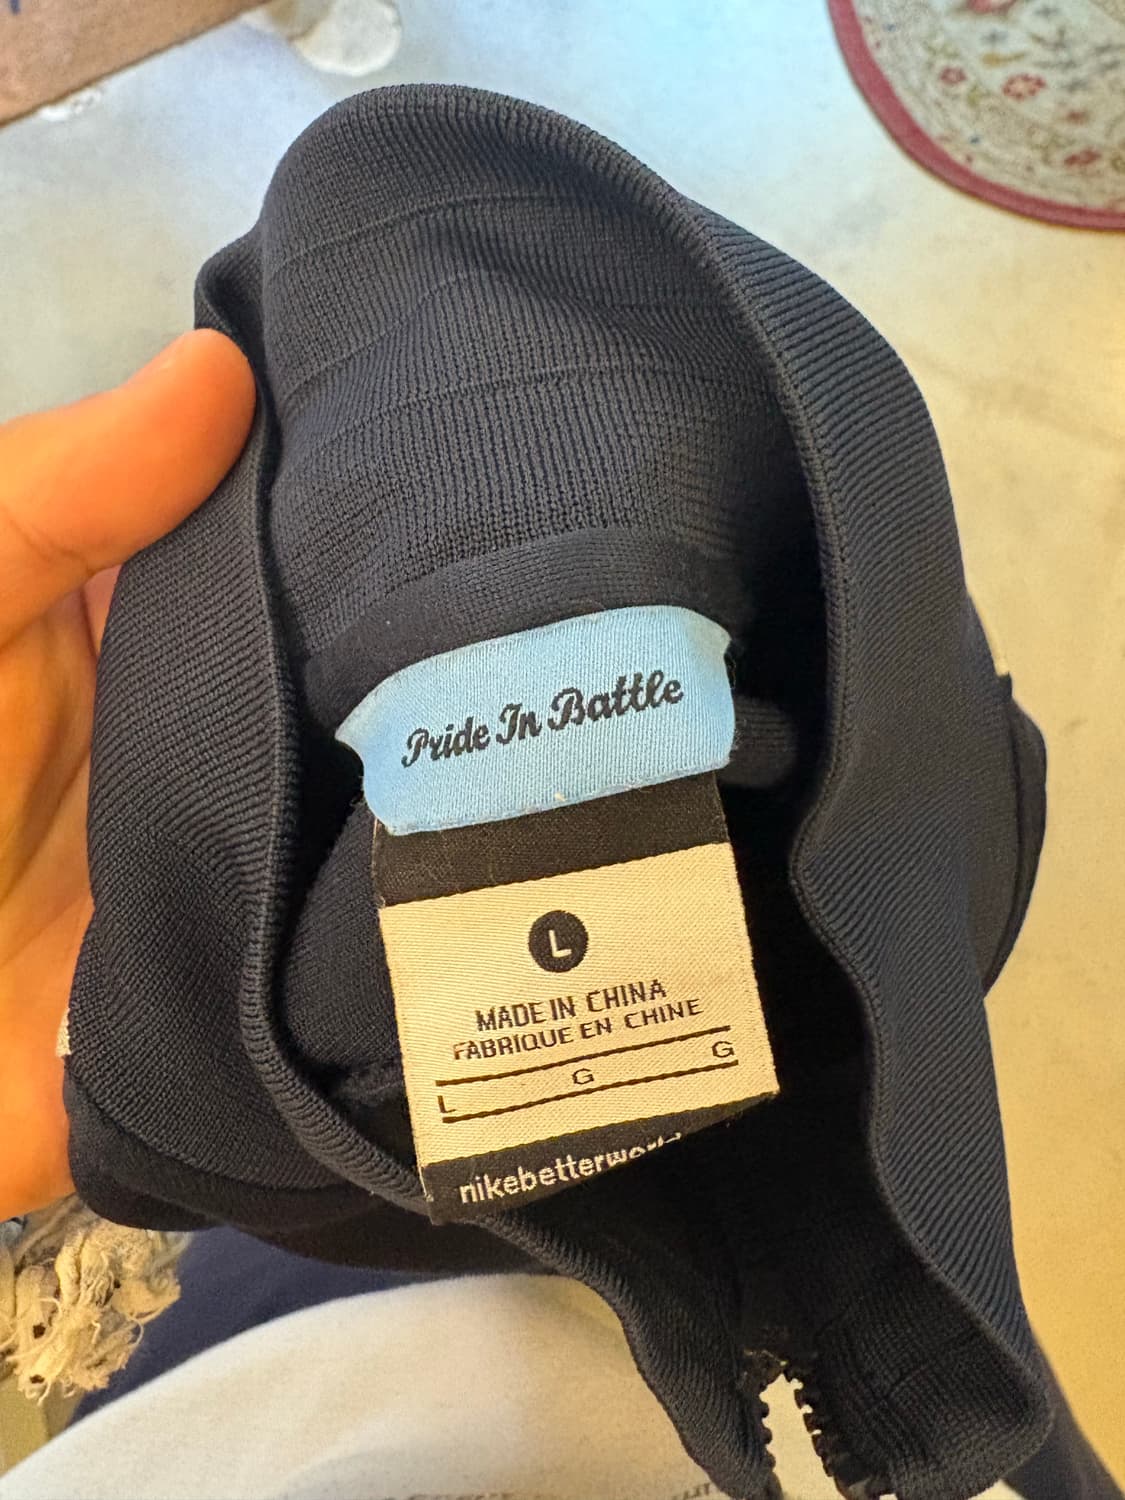 Pride In Battle
L
MADE IN CHINA
FABRIQUE EN CHINE
L G G